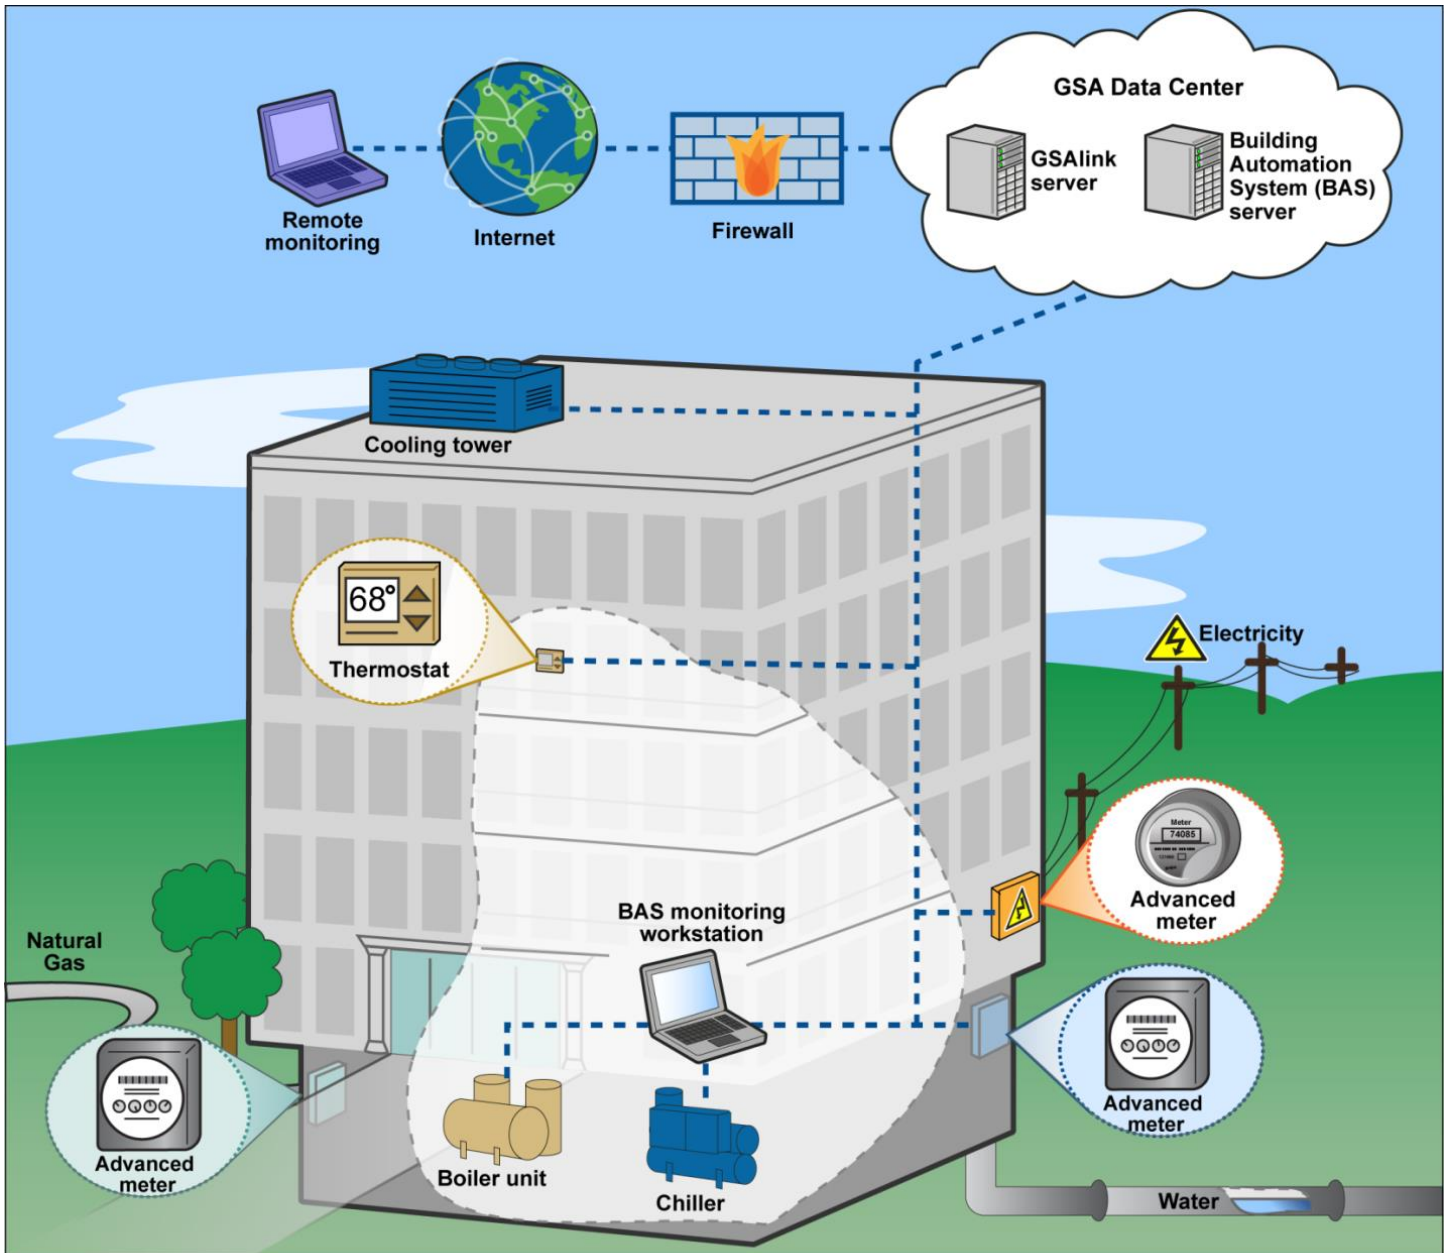 GSA Data Center
GSAlink
server
Building
Automation
System (BAS)
server
Remote
monitoring
Internet
Firewall
Cooling tower
68°
Thermostat
Electricity
Meter
74085
Advanced
meter
BAS monitoring
workstation
Natural
Gas
Advanced
meter
Boiler unit
Chiller
Advanced
meter
Water